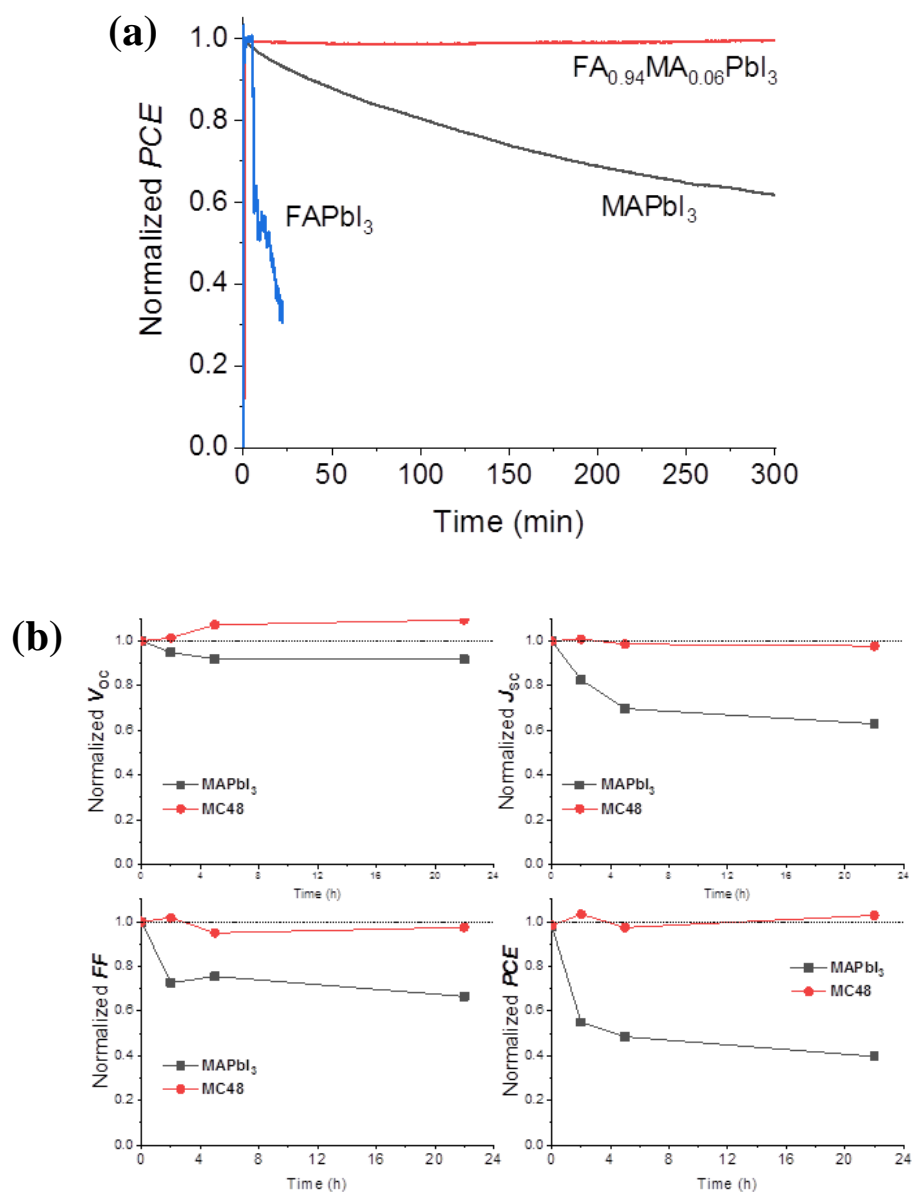 (a)
1.0
0.8
0.6
0.4
0.2
0.0
Normalized PCE
FA₀.₉₄MA₀.₀₆PbI₃
MAPbI₃
FAPbI₃
0 50 100 150 200 250 300
Time (min)
(b)
1.0
0.8
0.6
0.4
0.2
0.0
Normalized Voc
MAPbI₃
MC48
0 4 8 12 16 20 24
Time (h)
1.0
0.8
0.6
0.4
0.2
0.0
Normalized Jsc
MAPbI₃
MC48
0 4 8 12 16 20 24
Time (h)
1.0
0.8
0.6
0.4
0.2
0.0
Normalized FF
MAPbI₃
MC48
0 4 8 12 16 20 24
Time (h)
1.0
0.8
0.6
0.4
0.2
0.0
Normalized PCE
MAPbI₃
MC48
0 4 8 12 16 20 24
Time (h)